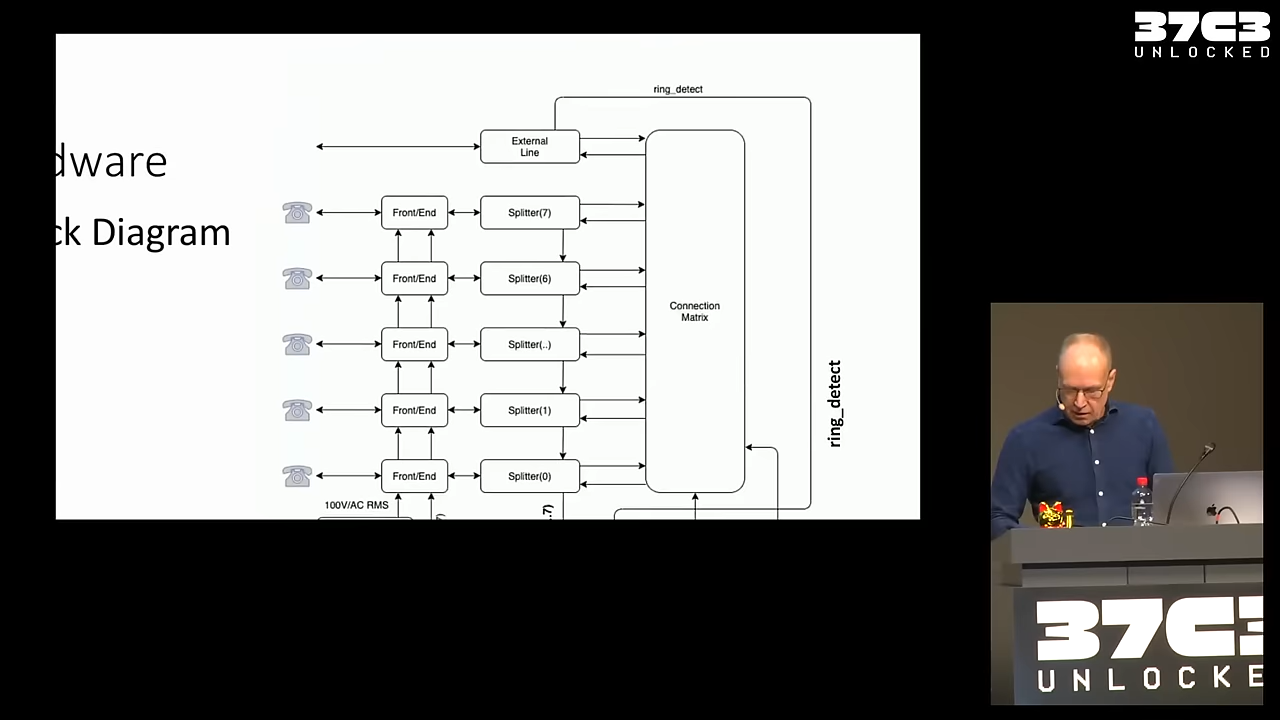 37C3
UNLOCKED
dware
ck Diagram
ring_detect
External
Line
Front/End
Splitter(7)
Front/End
Splitter(6)
Front/End
Splitter(..)
Front/End
Splitter(1)
Front/End
Splitter(0)
Connection
Matrix
ring_detect
100V/AC RMS
..7)
37C3
UNLOCKE